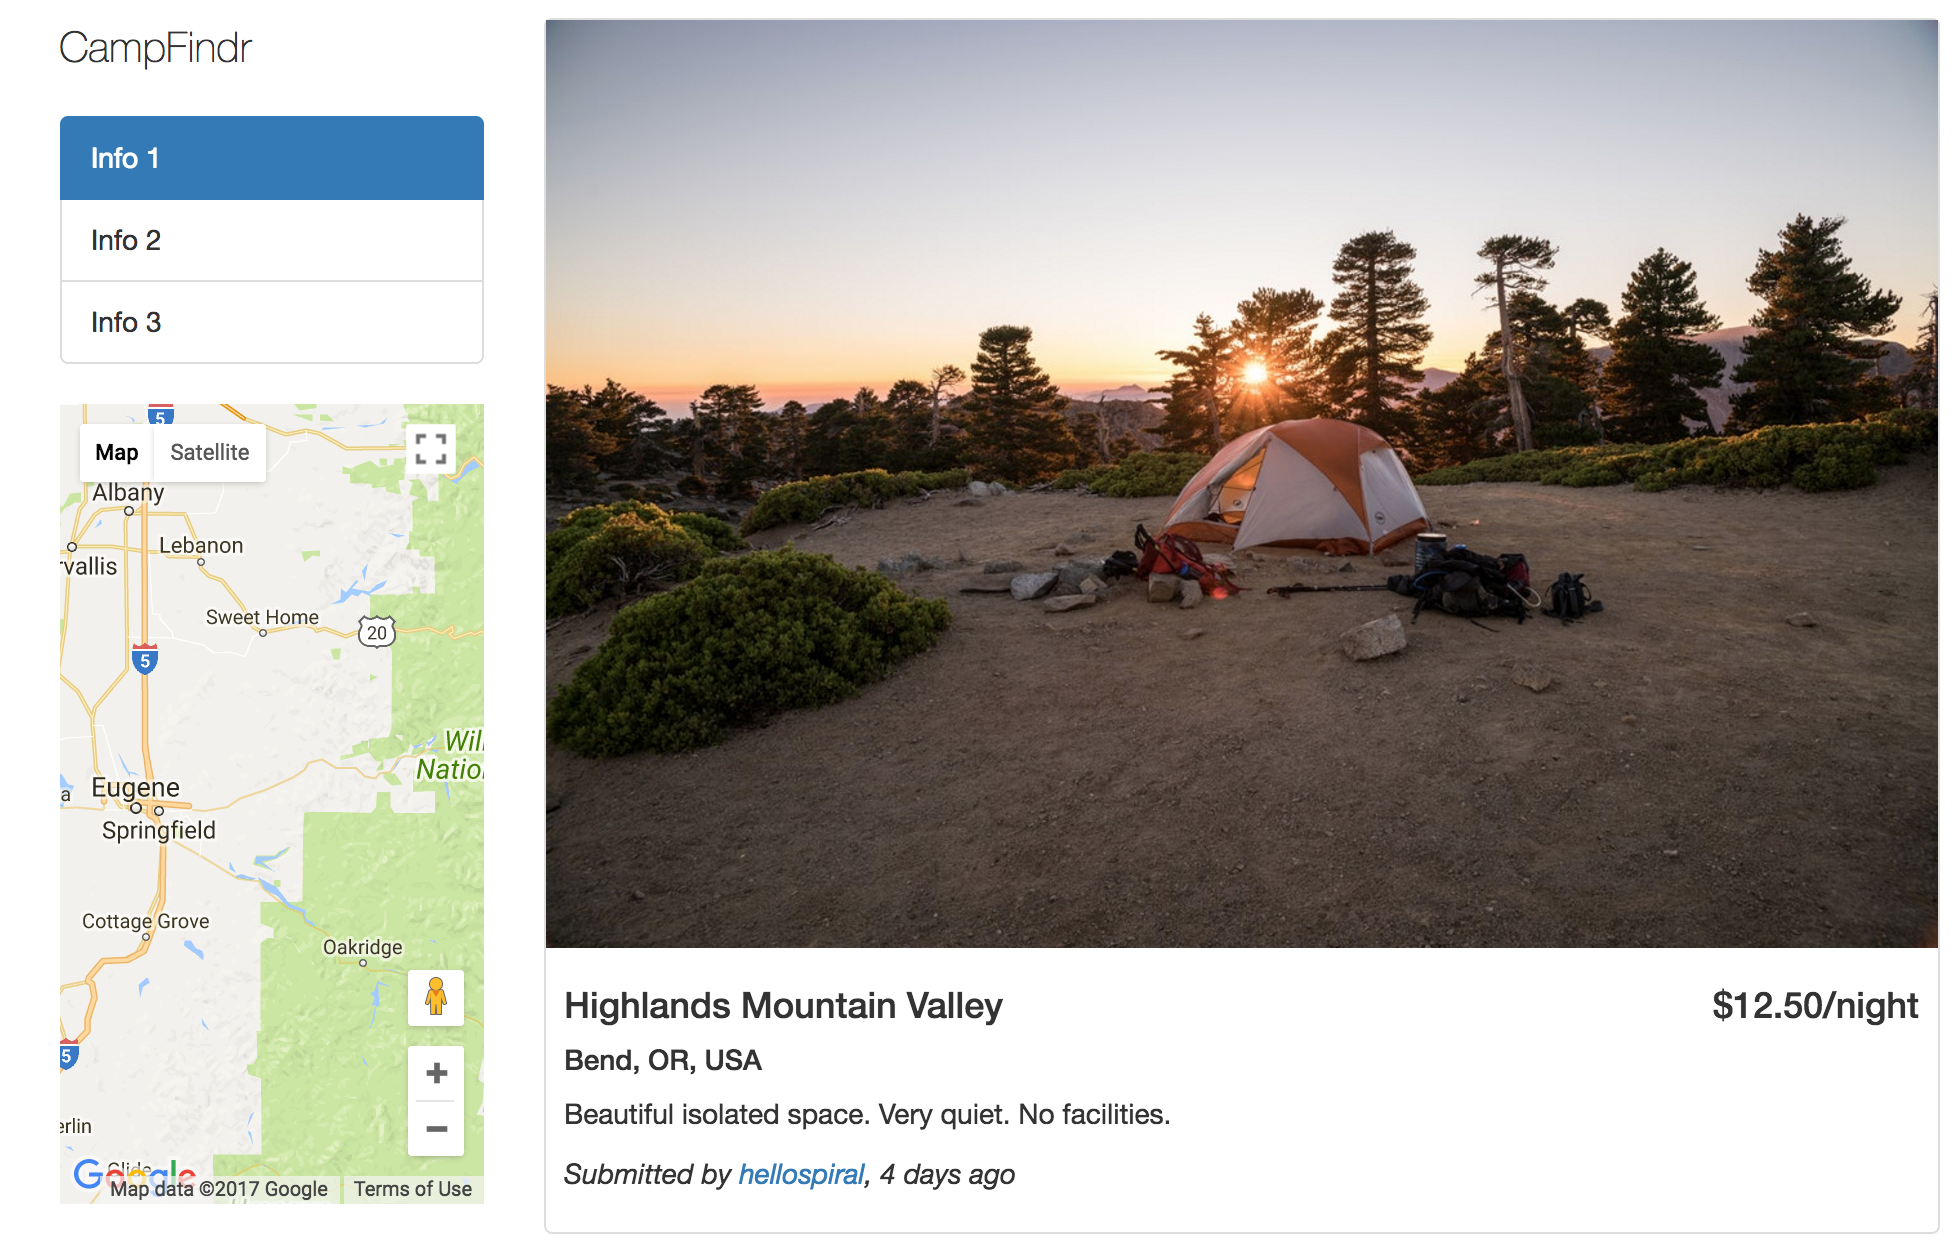 CampFindr
Info 1
Info 2
Info 3
5
Map Satellite
Albany
Lebanon
rvallis
Sweet Home
20
5
Will
Natio
Eugene
a
Springfield
Cottage Grove
Oakridge
5
erlin
Glide
Google
Map data ©2017 Google Terms of Use
Highlands Mountain Valley $12.50/night
Bend, OR, USA
Beautiful isolated space. Very quiet. No facilities.
Submitted by hellospiral, 4 days ago